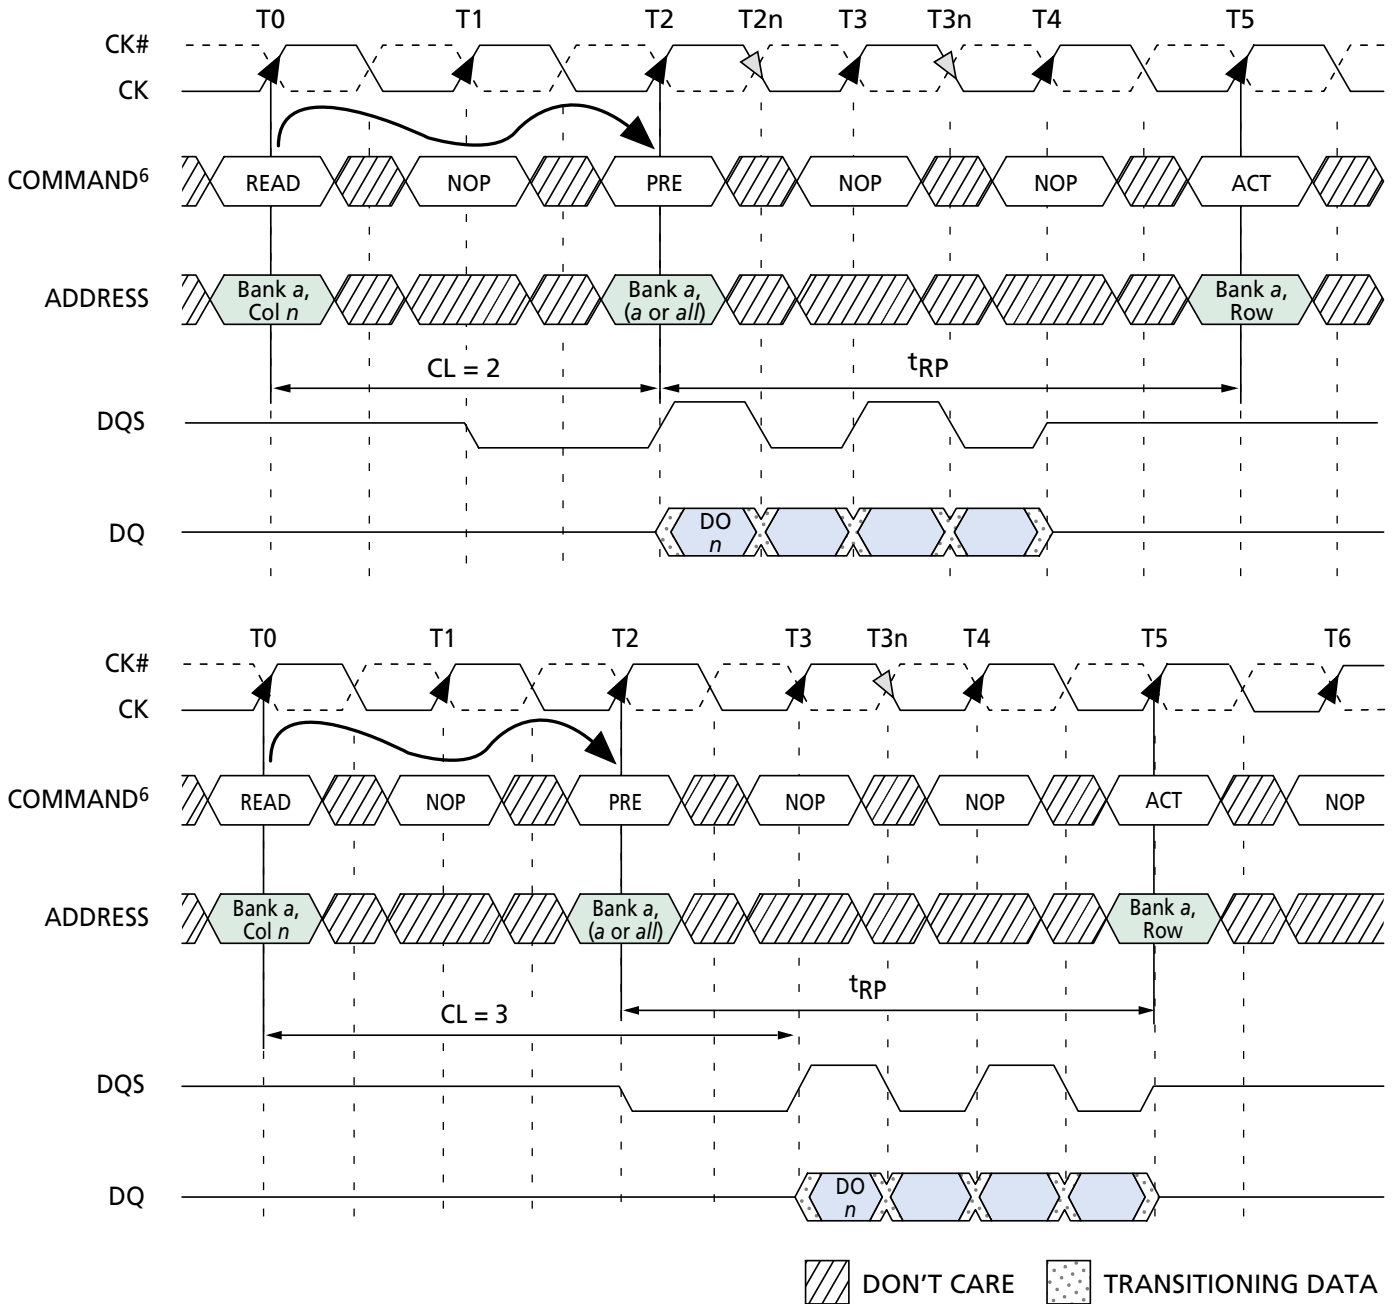 T0 T1 T2 T2n T3 T3n T4 T5
CK#
CK
COMMAND6 READ NOP PRE NOP NOP ACT
ADDRESS Bank a, Col n Bank a, (a or all) Bank a, Row
CL = 2 tRP
DQS
DQ DO n
T0 T1 T2 T3 T3n T4 T5 T6
CK#
CK
COMMAND6 READ NOP PRE NOP NOP ACT NOP
ADDRESS Bank a, Col n Bank a, (a or all) Bank a, Row
tRP
CL = 3
DQS
DQ DO n
DON'T CARE TRANSITIONING DATA